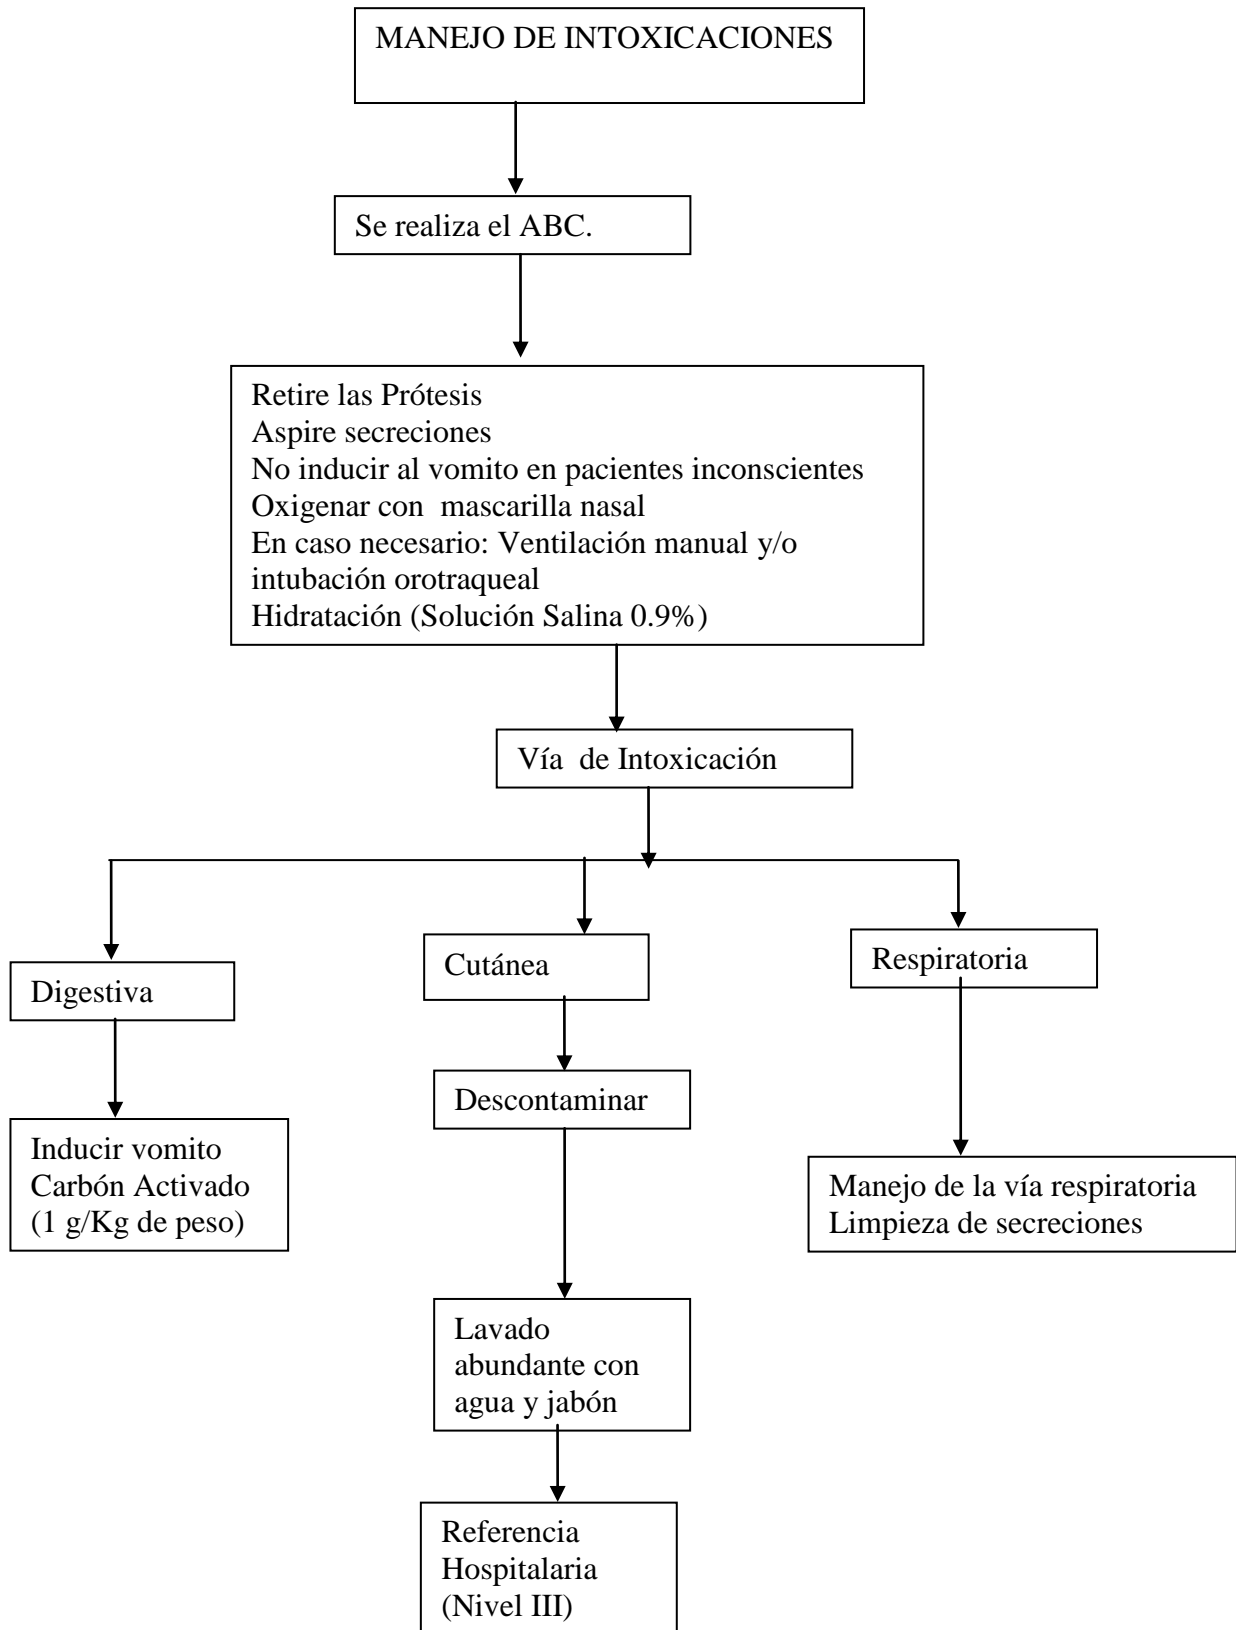 MANEJO DE INTOXICACIONES
Se realiza el ABC.
Retire las Prótesis
Aspire secreciones
No inducir al vomito en pacientes inconscientes
Oxigenar con mascarilla nasal
En caso necesario: Ventilación manual y/o
intubación orotraqueal
Hidratación (Solución Salina 0.9%)
Vía de Intoxicación
Digestiva
Inducir vomito
Carbón Activado
(1 g/Kg de peso)
Cutánea
Descontaminar
Lavado
abundante con
agua y jabón
Referencia
Hospitalaria
(Nivel III)
Respiratoria
Manejo de la vía respiratoria
Limpieza de secreciones